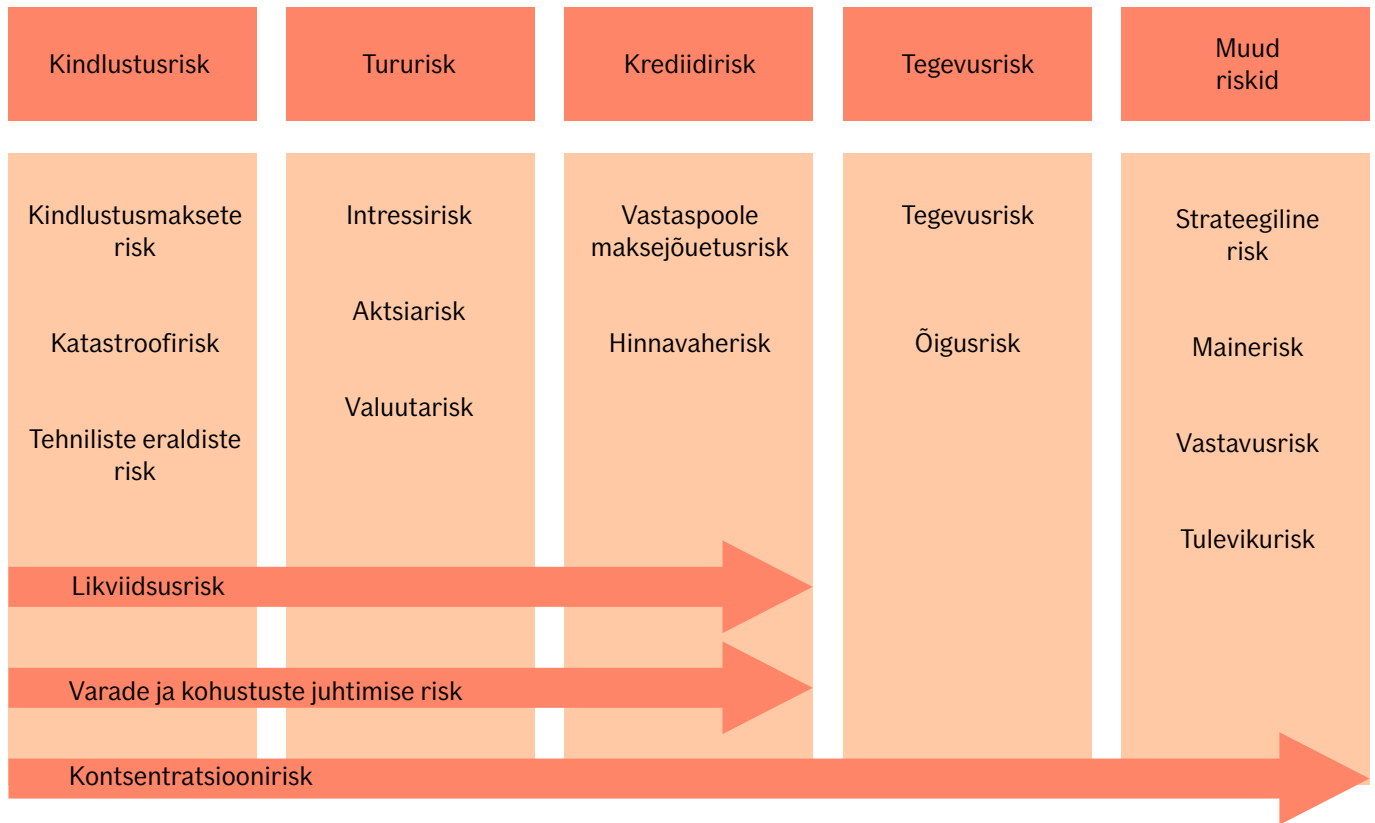 Kindlustusrisk
Tururisk
Krediidirisk
Tegevusrisk
Muud
riskid
Kindlustusmaksete
risk
Katastroofirisk
Tehniliste eraldiste
risk
Intressirisk
Aktsiarisk
Valuutarisk
Vastaspoole
maksejõuetusrisk
Hinnavaherisk
Tegevusrisk
Õigusrisk
Strateegiline
risk
Mainerisk
Vastavusrisk
Tulevikurisk
Likviidsusrisk
Varade ja kohustuste juhtimise risk
Kontsentratsioonirisk